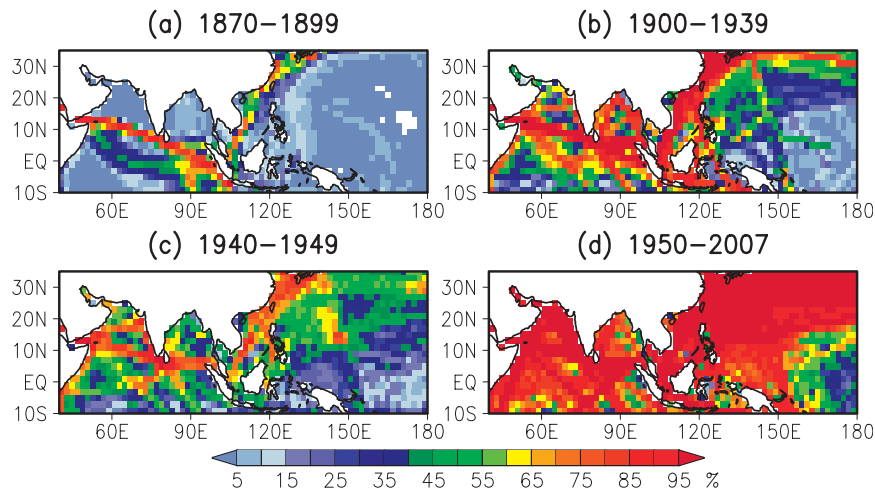 (a) 1870−1899
(b) 1900−1939
30N
20N
10N
EQ
10S
60E 90E 120E 150E 180
30N
20N
10N
EQ
10S
60E 90E 120E 150E 180
(c) 1940−1949
(d) 1950−2007
30N
20N
10N
EQ
10S
60E 90E 120E 150E 180
30N
20N
10N
EQ
10S
60E 90E 120E 150E 180
5 15 25 35 45 55 65 75 85 95 %